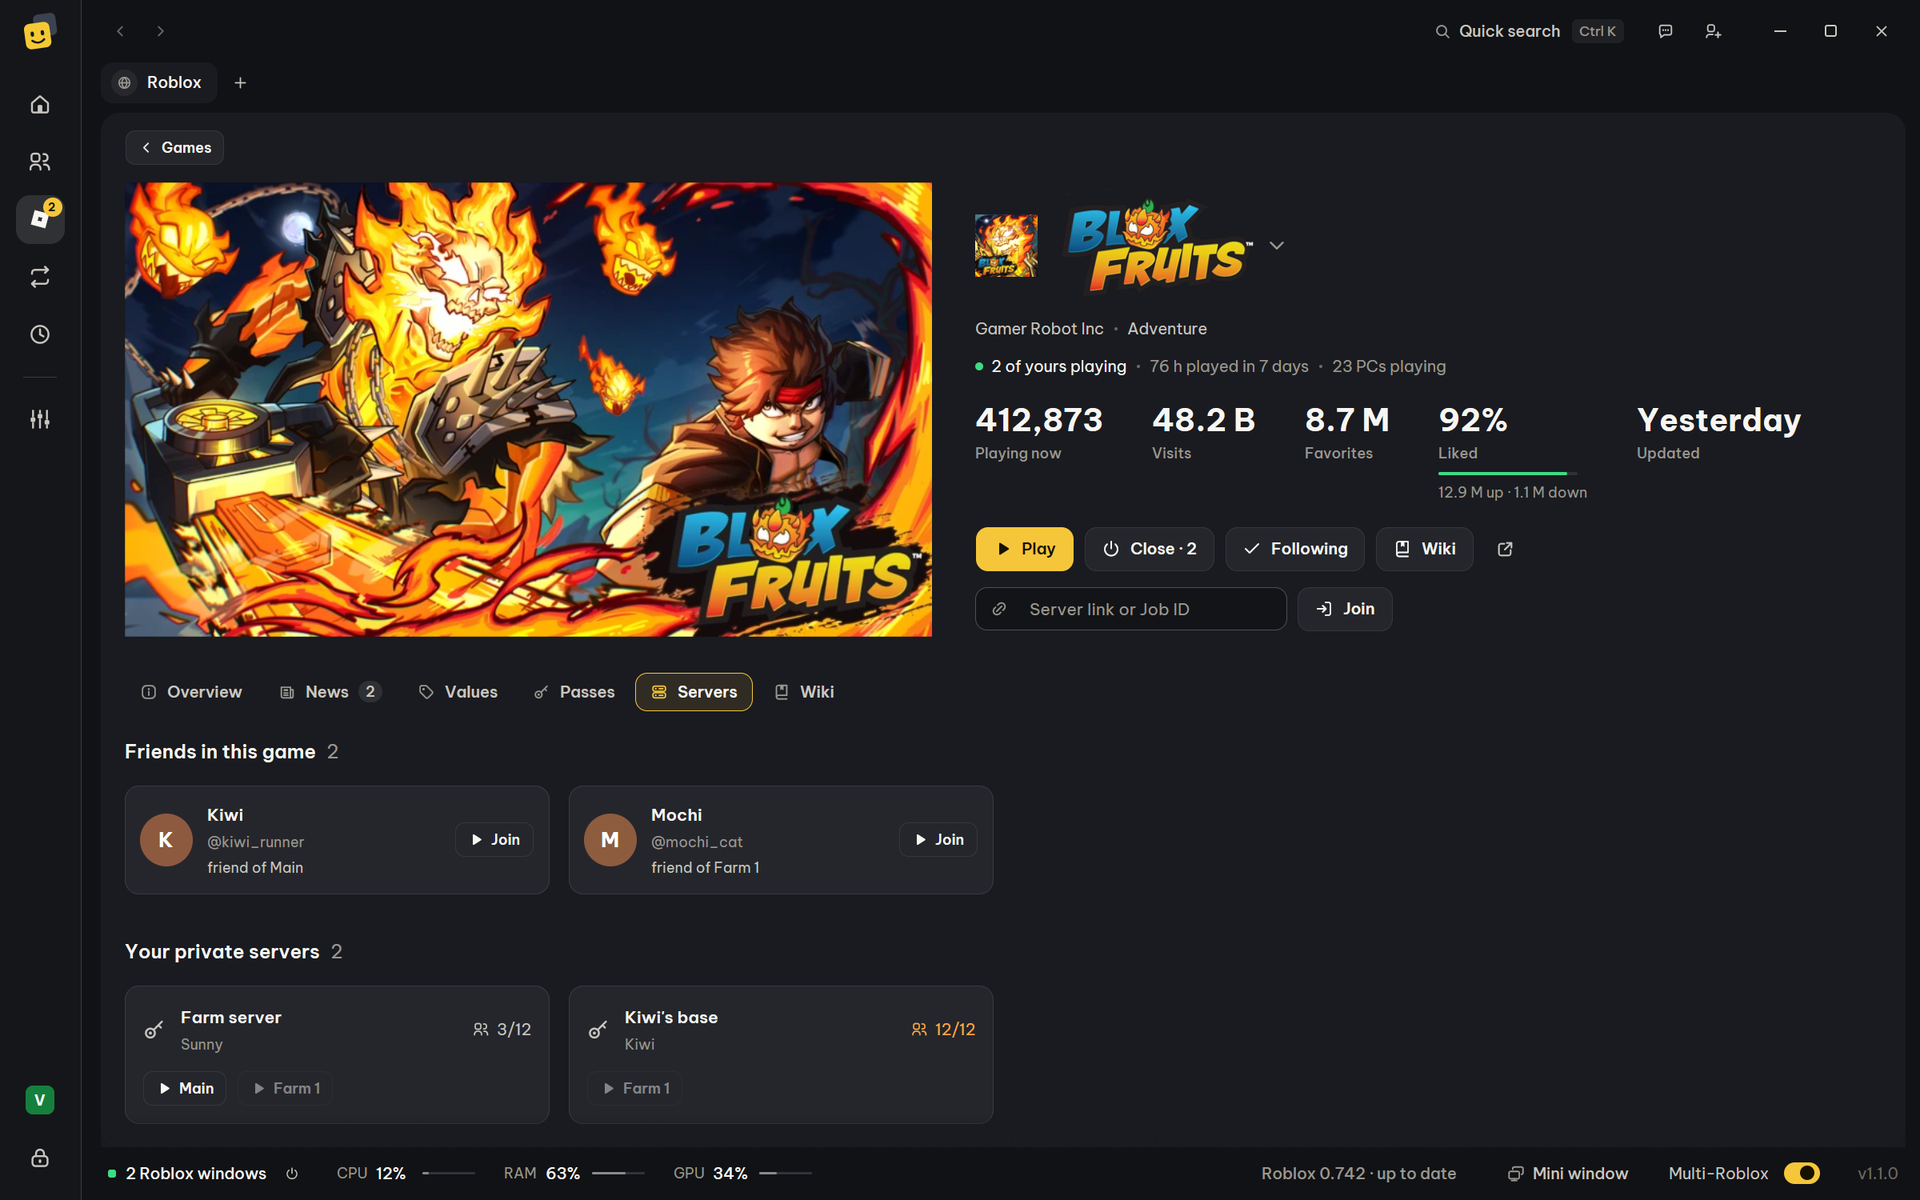 Quick search Ctrl K
2
Roblox
Games
BLOX
FRUITS™
BLOX
FRUITS
BLOX
FRUITS™
Gamer Robot Inc • Adventure
2 of yours playing • 76 h played in 7 days • 23 PCs playing
412,873 48.2 B 8.7 M 92% Yesterday
Playing now Visits Favorites Liked Updated
12.9 M up · 1.1 M down
Play Close · 2 Following Wiki
Server link or Job ID Join
Overview News 2 Values Passes Servers Wiki
Friends in this game 2
K
Kiwi
@kiwi_runner
friend of Main
Join
M
Mochi
@mochi_cat
friend of Farm 1
Join
Your private servers 2
Farm server
Sunny
3/12
Main Farm 1
Kiwi's base
Kiwi
12/12
Farm 1
V
2 Roblox windows CPU 12% RAM 63% GPU 34% Roblox 0.742 · up to date Mini window Multi-Roblox v1.1.0